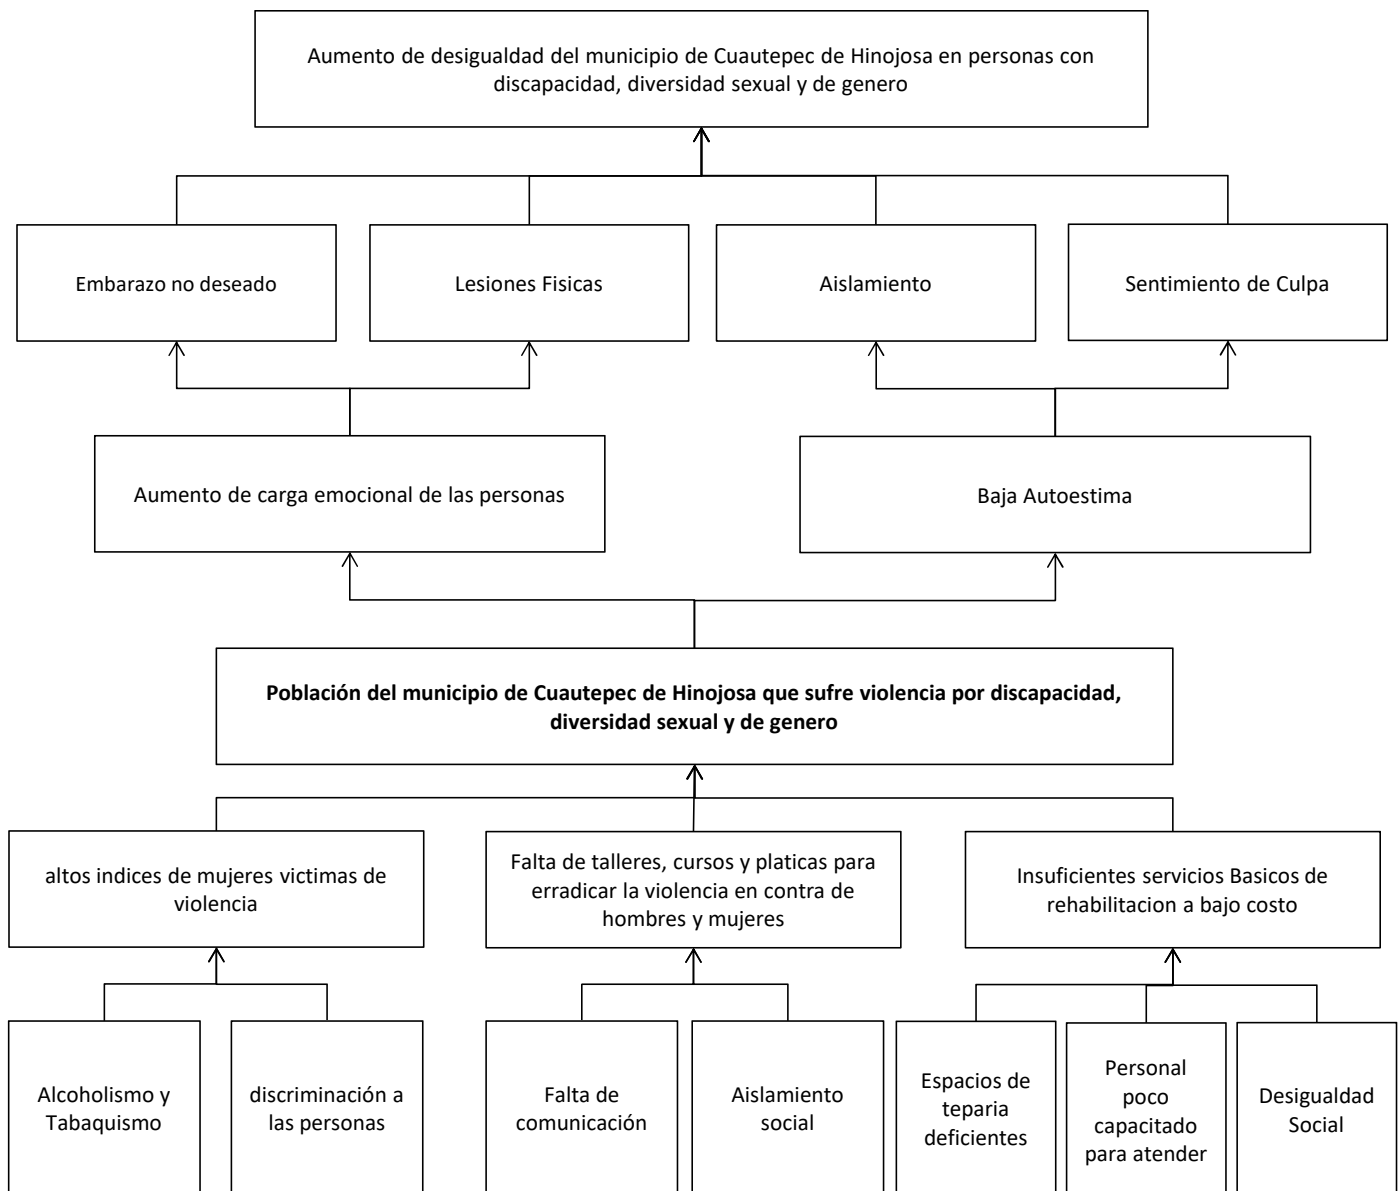 Aumento de desigualdad del municipio de Cuautepec de Hinojosa en personas con
discapacidad, diversidad sexual y de genero
Embarazo no deseado
Lesiones Fisicas
Aislamiento
Sentimiento de Culpa
Aumento de carga emocional de las personas
Baja Autoestima
Población del municipio de Cuautepec de Hinojosa que sufre violencia por discapacidad,
diversidad sexual y de genero
altos indices de mujeres victimas de
violencia
Falta de talleres, cursos y platicas para
erradicar la violencia en contra de
hombres y mujeres
Insuficientes servicios Basicos de
rehabilitacion a bajo costo
Alcoholismo y
Tabaquismo
discriminación a
las personas
Falta de
comunicación
Aislamiento
social
Espacios de
teparia
deficientes
Personal
poco
capacitado
para atender
Desigualdad
Social